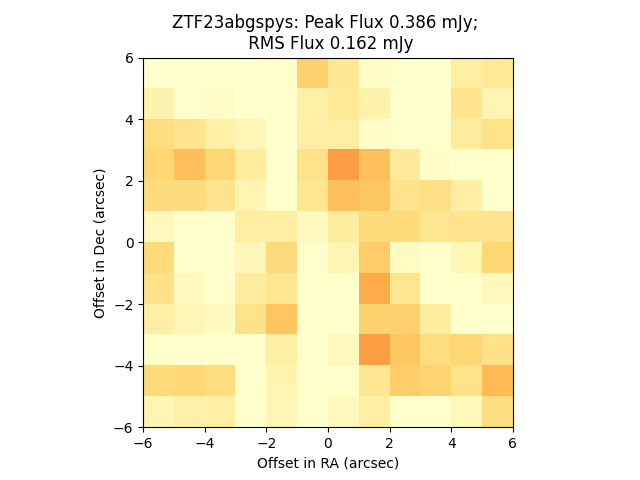 ZTF23abgspys: Peak Flux 0.386 mJy;
RMS Flux 0.162 mJy
6
4
2
0
−2
−4
−6
Offset in Dec (arcsec)
−6 −4 −2 0 2 4 6
Offset in RA (arcsec)